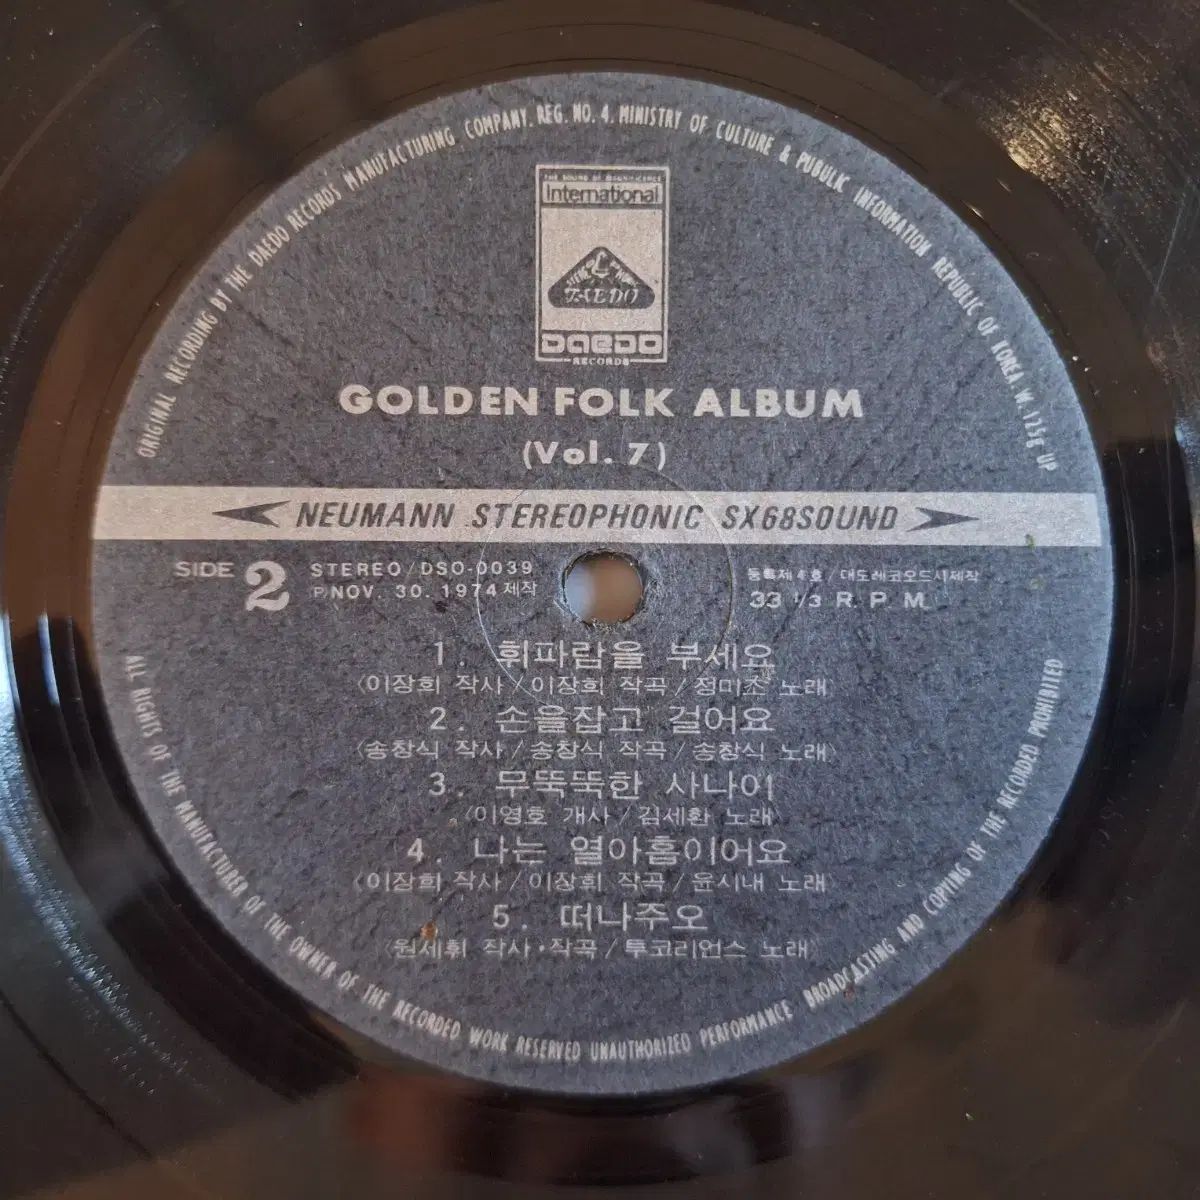 ORIGINAL RECORDING BY THE DAEDO RECORDS MANUFACTURING COMPANY. REG. NO. 4. MINISTRY OF CULTURE & PUBULIC INFORMATION REPUBLIC OF KOREA W. 125g UP
International
DAEDO
RECORDS
GOLDEN FOLK ALBUM
(Vol. 7)
NEUMANN STEREOPHONIC SX68SOUND
SIDE 2
STEREO/DSO-0039
P.NOV. 30. 1974 제작
등록제4호/대도레코오드사제작
33 1/3 R. P. M.
1. 휘파람을 부세요
(이장희 작사/이장희 작곡/정미조 노래)
2. 손을잡고 걸어요
(송창식 작사/송창식 작곡/송창식 노래)
3. 무뚝뚝한 사나이
(이영호 개사/김세환 노래)
4. 나는 열아홉이어요
(이장희 작사/이장희 작곡/윤시내 노래)
5. 떠나주오
(원세휘 작사·작곡/투코리언스 노래)
ALL RIGHTS OF THE MANUFACTURER OF THE OWNER OF THE RECORDED WORK RESERVED UNAUTHORIZED PERFORMANCE BROADCASTING AND COPYING OF THE RECORDED PROHIBITED